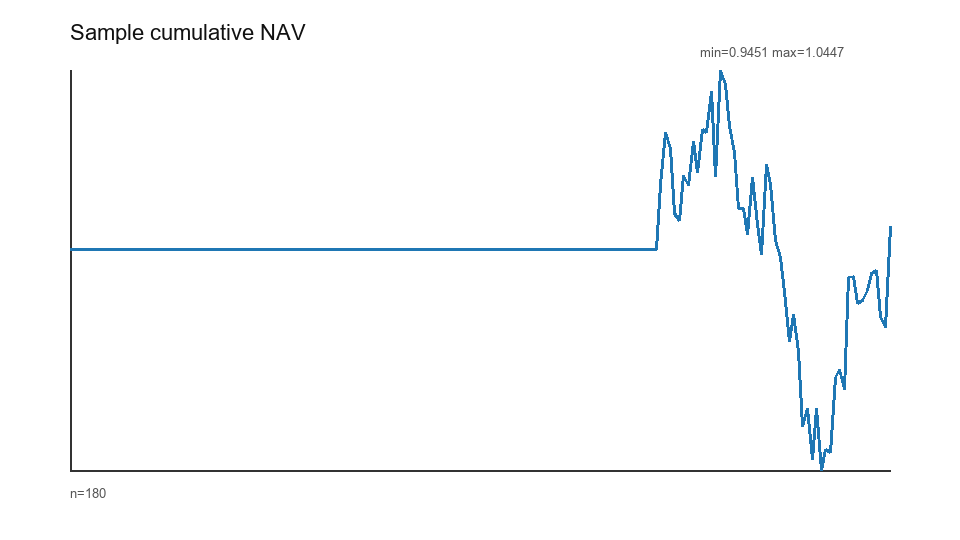 Sample cumulative NAV
min=0.9451 max=1.0447
n=180